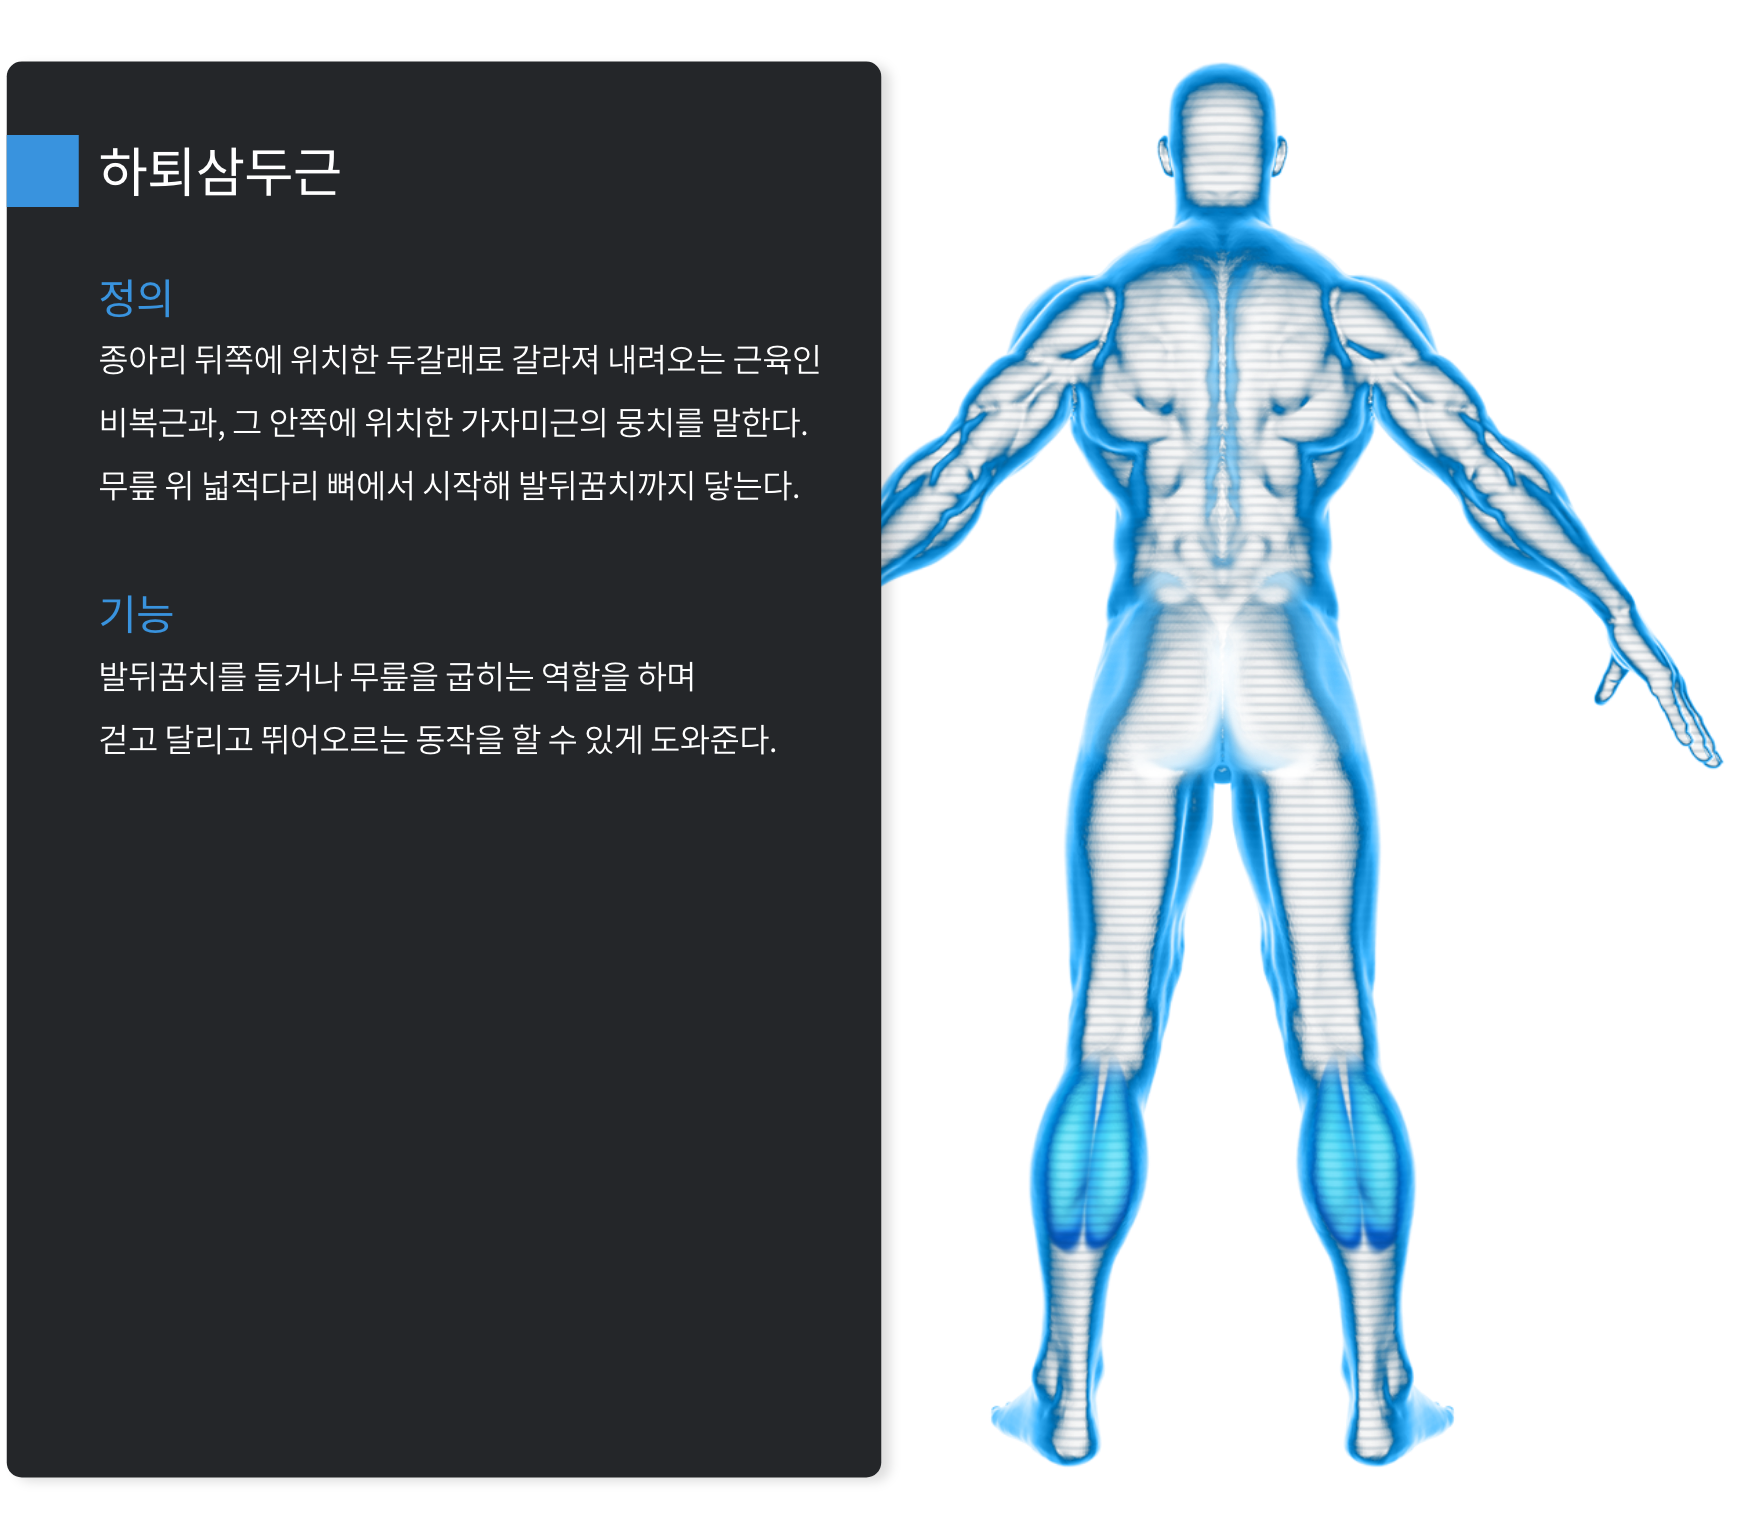 하퇴삼두근
정의
종아리 뒤쪽에 위치한 두갈래로 갈라져 내려오는 근육인
비복근과, 그 안쪽에 위치한 가자미근의 뭉치를 말한다.
무릎 위 넓적다리 뼈에서 시작해 발뒤꿈치까지 닿는다.
기능
발뒤꿈치를 들거나 무릎을 굽히는 역할을 하며
걷고 달리고 뛰어오르는 동작을 할 수 있게 도와준다.